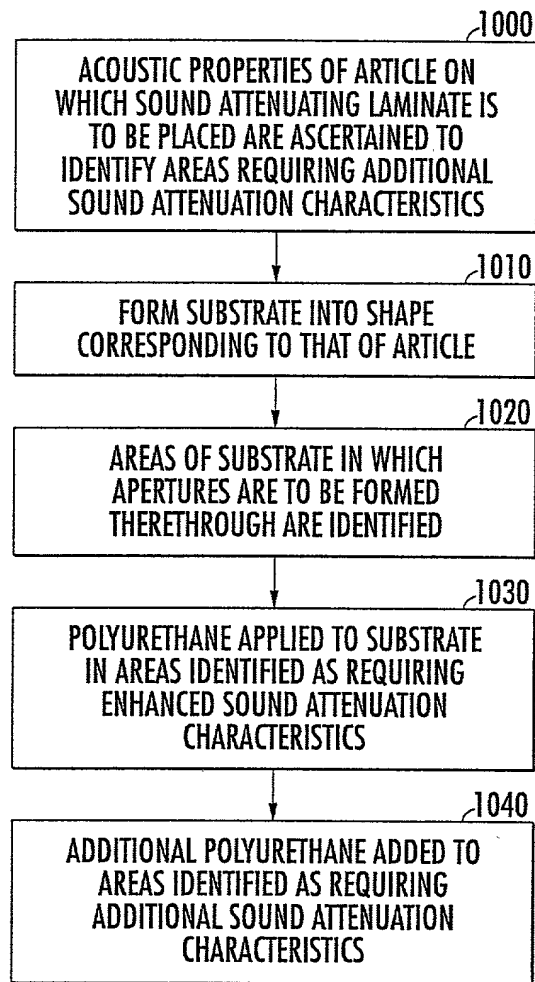 1000
ACOUSTIC PROPERTIES OF ARTICLE ON
WHICH SOUND ATTENUATING LAMINATE IS
TO BE PLACED ARE ASCERTAINED TO
IDENTIFY AREAS REQUIRING ADDITIONAL
SOUND ATTENUATION CHARACTERISTICS
1010
FORM SUBSTRATE INTO SHAPE
CORRESPONDING TO THAT OF ARTICLE
1020
AREAS OF SUBSTRATE IN WHICH
APERTURES ARE TO BE FORMED
THERETHROUGH ARE IDENTIFIED
1030
POLYURETHANE APPLIED TO SUBSTRATE
IN AREAS IDENTIFIED AS REQUIRING
ENHANCED SOUND ATTENUATION
CHARACTERISTICS
1040
ADDITIONAL POLYURETHANE ADDED TO
AREAS IDENTIFIED AS REQUIRING
ADDITIONAL SOUND ATTENUATION
CHARACTERISTICS